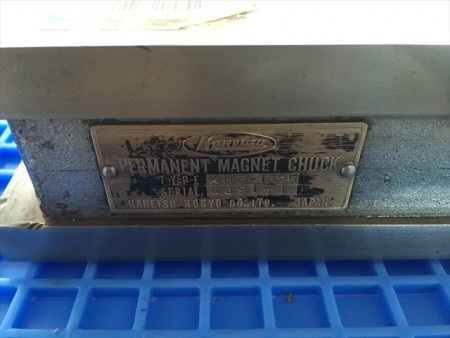 Kanetsu
PERMANENT MAGNET CHUCK
TYPE
SERIAL
KANETSU KOGYO CO., LTD. JAPAN